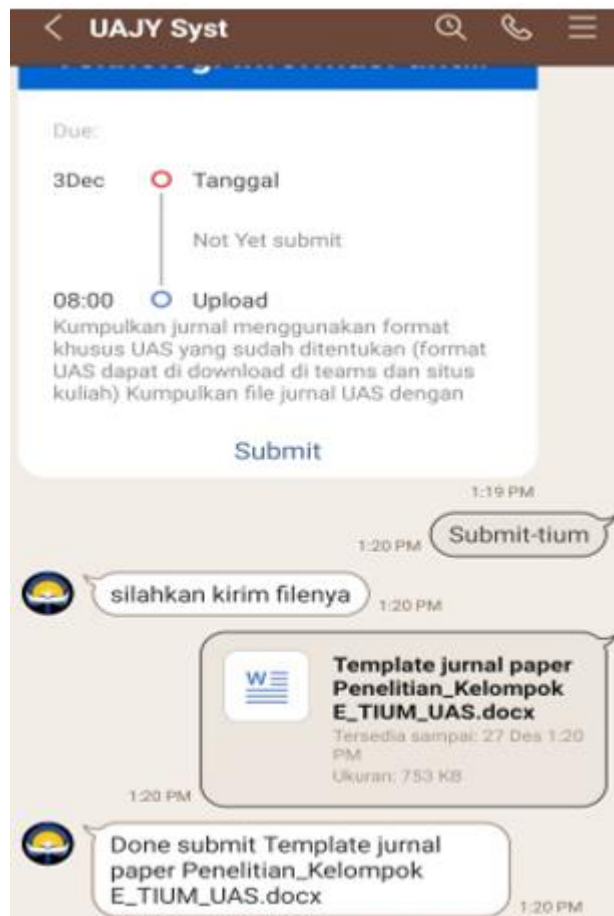 UAJY Syst
Due:
3Dec
Tanggal
Not Yet submit
08:00
Upload
Kumpulkan jurnal menggunakan format
khusus UAS yang sudah ditentukan (format
UAS dapat di download di teams dan situs
kuliah) Kumpulkan file jurnal UAS dengan
Submit
1:19 PM
Submit-tium
1:20 PM
silahkan kirim filenya
1:20 PM
Template jurnal paper
Penelitian_Kelompok
E_TIUM_UAS.docx
Tersedia sampai: 27 Des 1:20
PM
Ukuran: 753 KB
1:20 PM
Done submit Template jurnal
paper Penelitian_Kelompok
E_TIUM_UAS.docx
1:20 PM